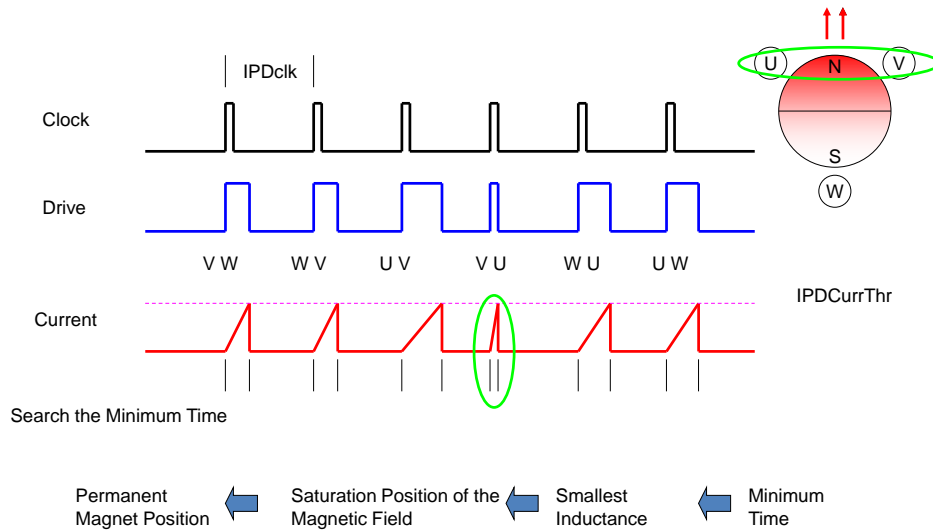 IPDclk
U
N
V
Clock
S
W
Drive
V W
W V
U V
V U
W U
U W
IPDCurrThr
Current
Search the Minimum Time
Permanent
Magnet Position
Saturation Position of the
Magnetic Field
Smallest
Inductance
Minimum
Time